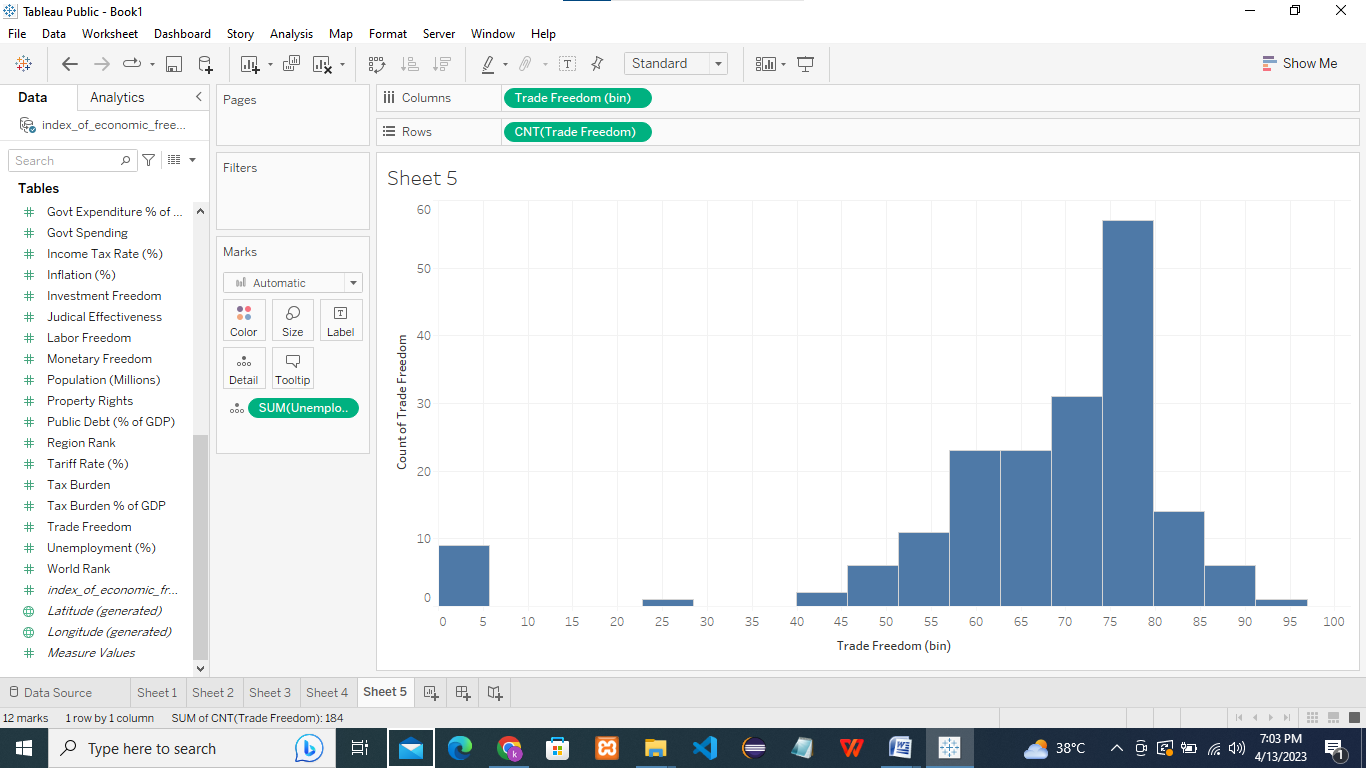 Tableau Public - Book1
File Data Worksheet Dashboard Story Analysis Map Format Server Window Help
Standard
Show Me
Data Analytics
index_of_economic_free...
Search
Tables
Govt Expenditure % of ...
Govt Spending
Income Tax Rate (%)
Inflation (%)
Investment Freedom
Judical Effectiveness
Labor Freedom
Monetary Freedom
Population (Millions)
Property Rights
Public Debt (% of GDP)
Region Rank
Tariff Rate (%)
Tax Burden
Tax Burden % of GDP
Trade Freedom
Unemployment (%)
World Rank
index_of_economic_fr...
Latitude (generated)
Longitude (generated)
Measure Values
Pages
Filters
Marks
Automatic
Color Size Label
Detail Tooltip
SUM(Unemplo..
Columns Trade Freedom (bin)
Rows CNT(Trade Freedom)
Sheet 5
60
50
40
30
20
10
0
Count of Trade Freedom
0 5 10 15 20 25 30 35 40 45 50 55 60 65 70 75 80 85 90 95 100
Trade Freedom (bin)
Data Source Sheet 1 Sheet 2 Sheet 3 Sheet 4 Sheet 5
12 marks 1 row by 1 column SUM of CNT(Trade Freedom): 184
Type here to search
38°C
7:03 PM
4/13/2023
1